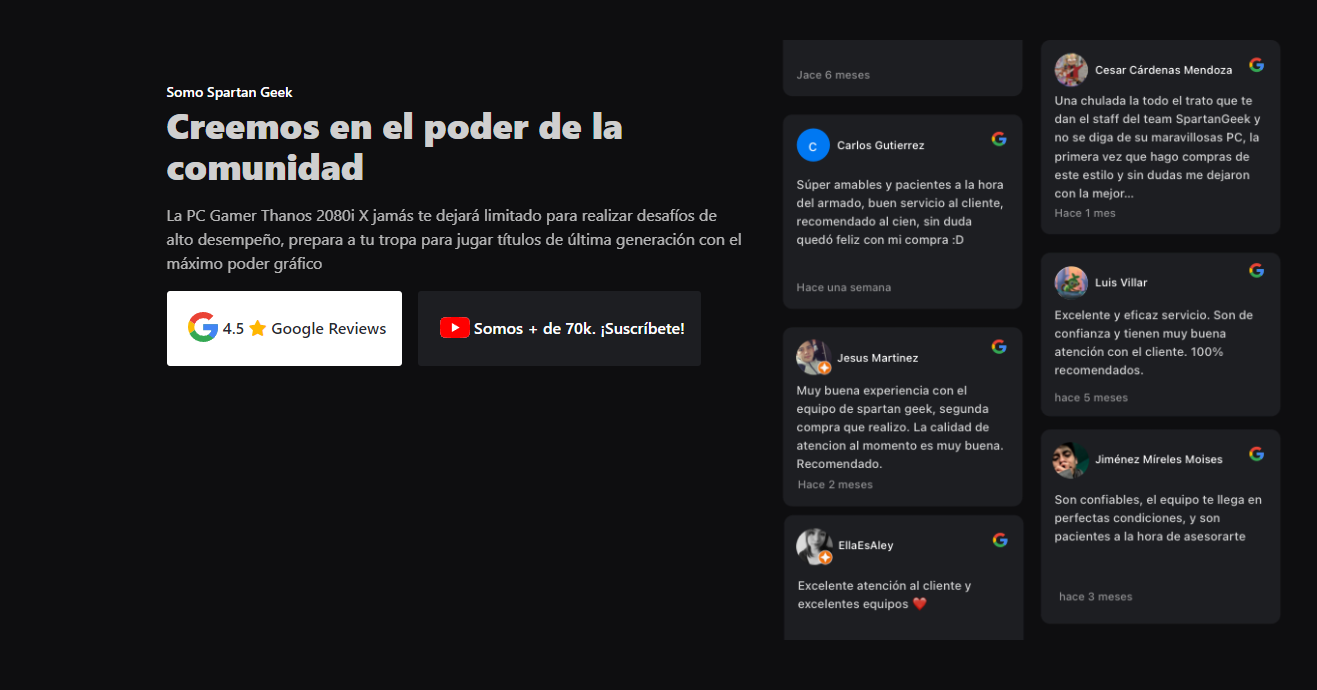 Somo Spartan Geek
Creemos en el poder de la
comunidad
La PC Gamer Thanos 2080i X jamás te dejará limitado para realizar desafíos de
alto desempeño, prepara a tu tropa para jugar títulos de última generación con el
máximo poder gráfico
4.5 ⭐ Google Reviews
Somos + de 70k. ¡Suscríbete!
Jace 6 meses
C
Carlos Gutierrez
Súper amables y pacientes a la hora
del armado, buen servicio al cliente,
recomendado al cien, sin duda
quedó feliz con mi compra :D
Hace una semana
Jesus Martinez
Muy buena experiencia con el
equipo de spartan geek, segunda
compra que realizo. La calidad de
atencion al momento es muy buena.
Recomendado.
Hace 2 meses
EllaEsAley
Excelente atención al cliente y
excelentes equipos ❤️
Cesar Cárdenas Mendoza
Una chulada la todo el trato que te
dan el staff del team SpartanGeek y
no se diga de su maravillosas PC, la
primera vez que hago compras de
este estilo y sin dudas me dejaron
con la mejor...
Hace 1 mes
Luis Villar
Excelente y eficaz servicio. Son de
confianza y tienen muy buena
atención con el cliente. 100%
recomendados.
hace 5 meses
Jiménez Míreles Moises
Son confiables, el equipo te llega en
perfectas condiciones, y son
pacientes a la hora de asesorarte
hace 3 meses